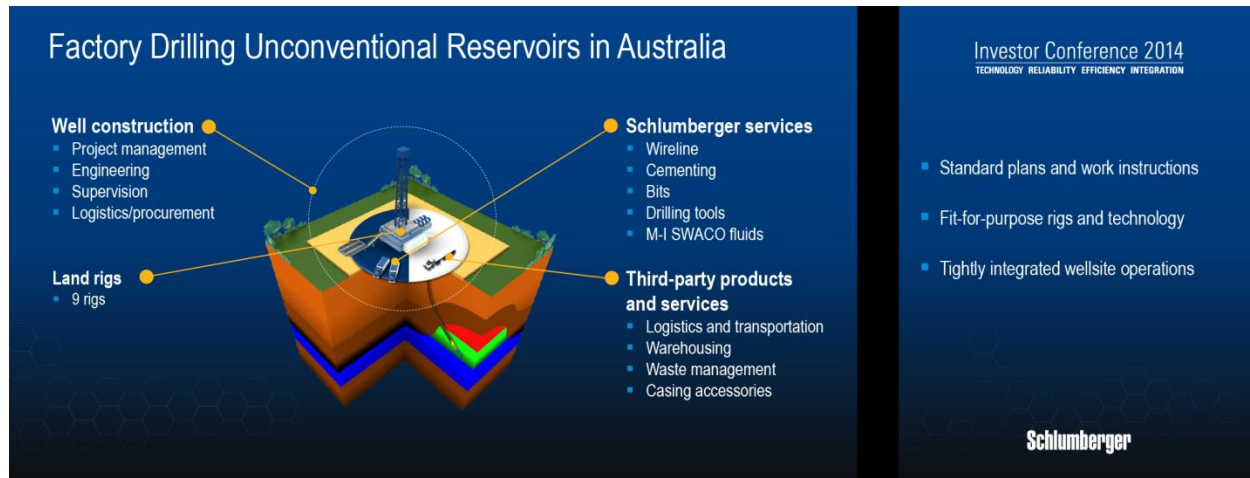 Factory Drilling Unconventional Reservoirs in Australia
Well construction
Project management
Engineering
Supervision
Logistics/procurement
Land rigs
9 rigs
Schlumberger services
Wireline
Cementing
Bits
Drilling tools
M-I SWACO fluids
Third-party products
and services
Logistics and transportation
Warehousing
Waste management
Casing accessories
Investor Conference 2014
TECHNOLOGY RELIABILITY EFFICIENCY INTEGRATION
Standard plans and work instructions
Fit-for-purpose rigs and technology
Tightly integrated wellsite operations
Schlumberger